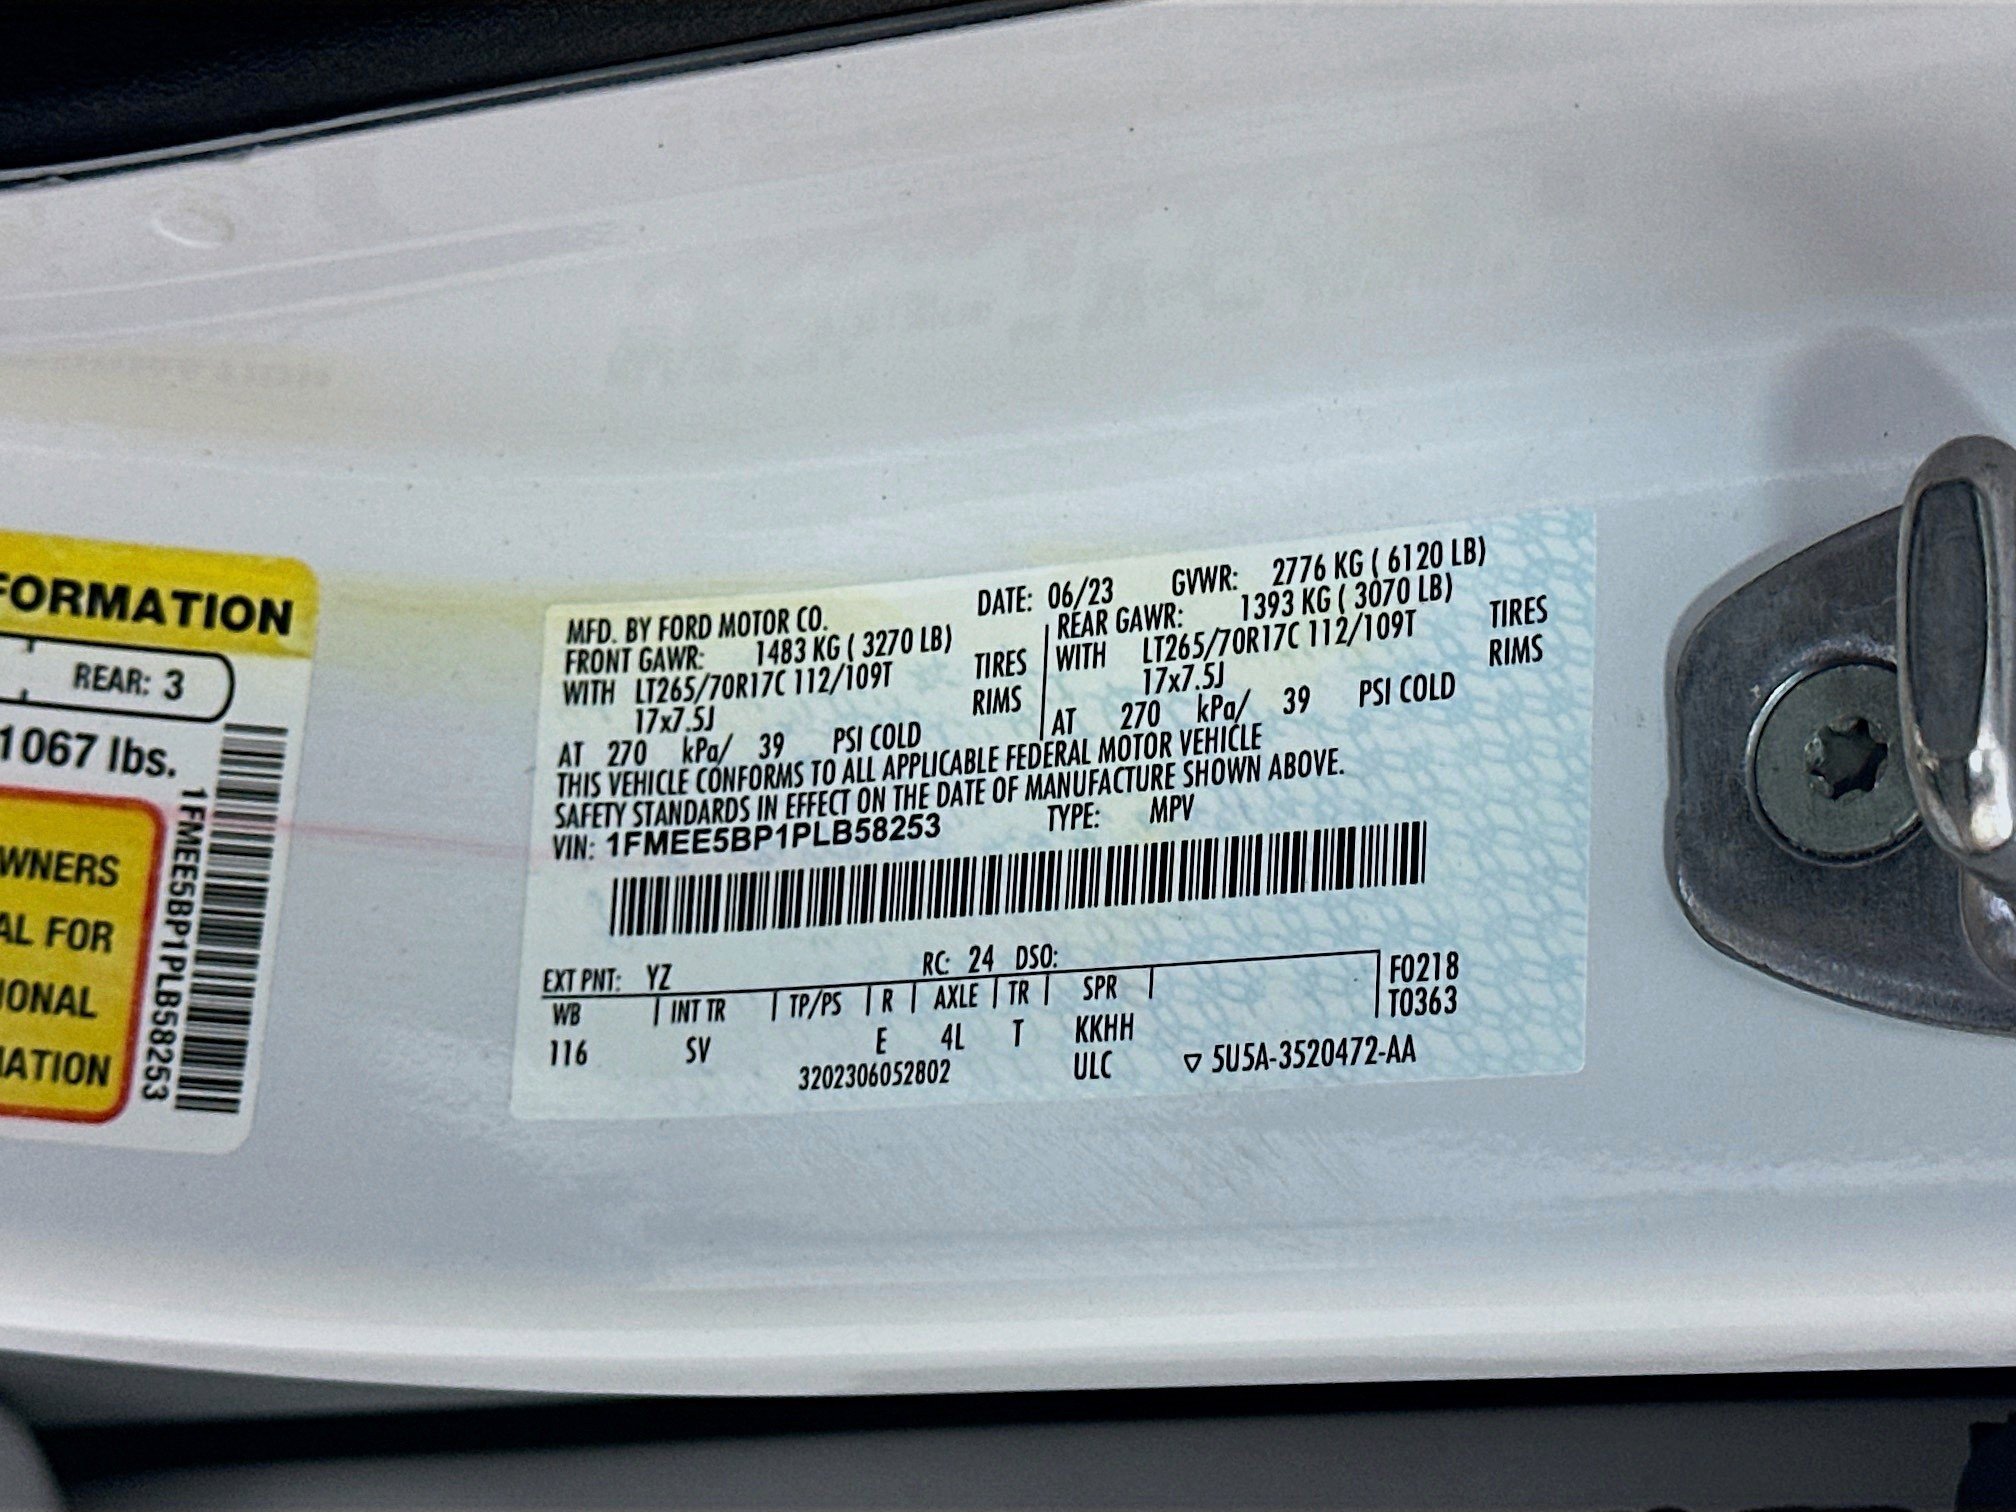 FORMATION
REAR: 3
1067 lbs.
WNERS
AL FOR
IONAL
MATION
1FMEE5BP1PLB58253
MFD. BY FORD MOTOR CO.
DATE: 06/23 GVWR: 2776 KG ( 6120 LB)
FRONT GAWR: 1483 KG ( 3270 LB)
WITH LT265/70R17C 112/109T TIRES
17x7.5J RIMS
AT 270 kPa/ 39 PSI COLD
REAR GAWR: 1393 KG ( 3070 LB)
WITH LT265/70R17C 112/109T TIRES
17x7.5J RIMS
AT 270 kPa/ 39 PSI COLD
THIS VEHICLE CONFORMS TO ALL APPLICABLE FEDERAL MOTOR VEHICLE
SAFETY STANDARDS IN EFFECT ON THE DATE OF MANUFACTURE SHOWN ABOVE.
VIN: 1FMEE5BP1PLB58253 TYPE: MPV
EXT PNT: YZ RC: 24 DSO:
WB INT TR TP/PS R AXLE TR SPR F0218
T0363
116 SV E 4L T KKHH
3202306052802 ULC ▽ 5U5A-3520472-AA